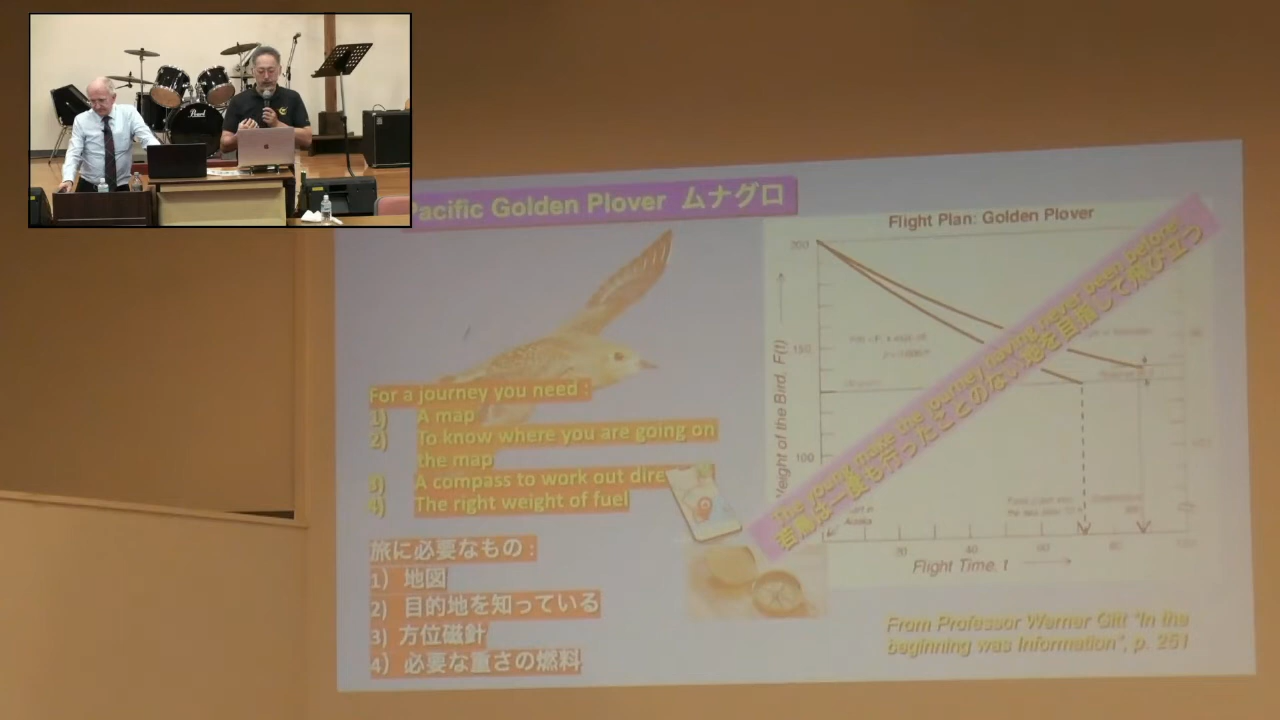 Pearl
Pacific Golden Plover ムナグロ
For a journey you need :
1) A map
2) To know where you are going on
the map
3) A compass to work out dire
4) The right weight of fuel
旅に必要なもの :
1) 地図
2) 目的地を知っている
3) 方位磁針
4) 必要な重さの燃料
Flight Plan: Golden Plover
200
150
100
Weight of the Bird, F(t)
The young make the journey having never been before
若鳥は一度も行ったことのない地を目指して飛び立つ
20
40
60
80
Flight Time, t
From Professor Werner Gitt "In the
beginning was Information", p. 251